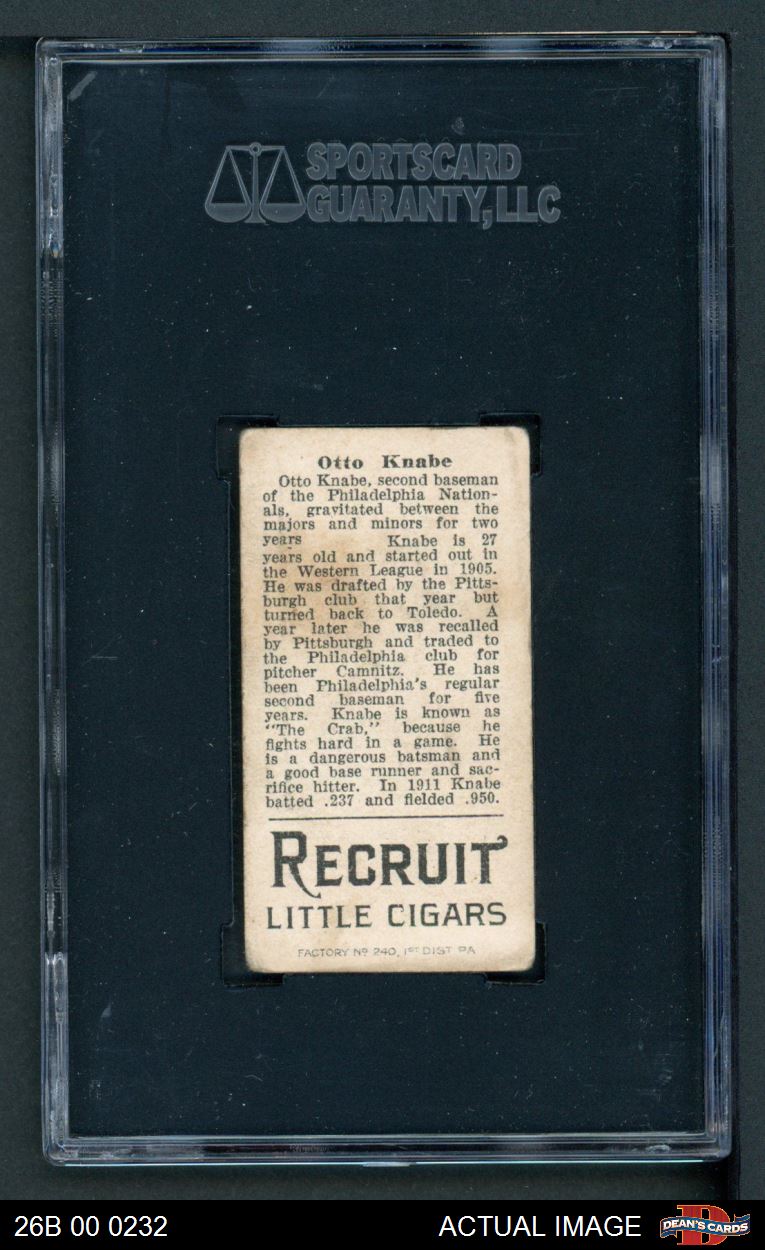 SPORTSCARD
GUARANTY, LLC
Otto Knabe
Otto Knabe, second baseman
of the Philadelphia Nation-
als, gravitated between the
majors and minors for two
years Knabe is 27
years old and started out in
the Western League in 1905.
He was drafted by the Pitts-
burgh club that year but
turned back to Toledo. A
year later he was recalled
by Pittsburgh and traded to
the Philadelphia club for
pitcher Camnitz. He has
been Philadelphia's regular
second baseman for five
years. Knabe is known as
"The Crab," because he
fights hard in a game. He
is a dangerous batsman and
a good base runner and sac-
rifice hitter. In 1911 Knabe
batted .237 and fielded .950.
RECRUIT
LITTLE CIGARS
FACTORY Nº 240, 1ST DIST PA
26B 00 0232
ACTUAL IMAGE
DEAN'S CARDS